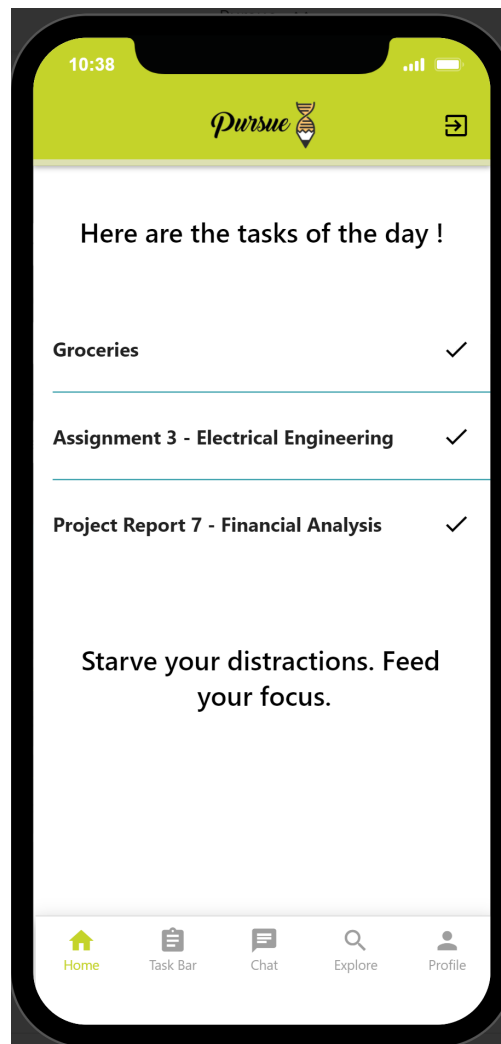 10:38
Pursue
Here are the tasks of the day !
Groceries
Assignment 3 - Electrical Engineering
Project Report 7 - Financial Analysis
Starve your distractions. Feed
your focus.
Home Task Bar Chat Explore Profile